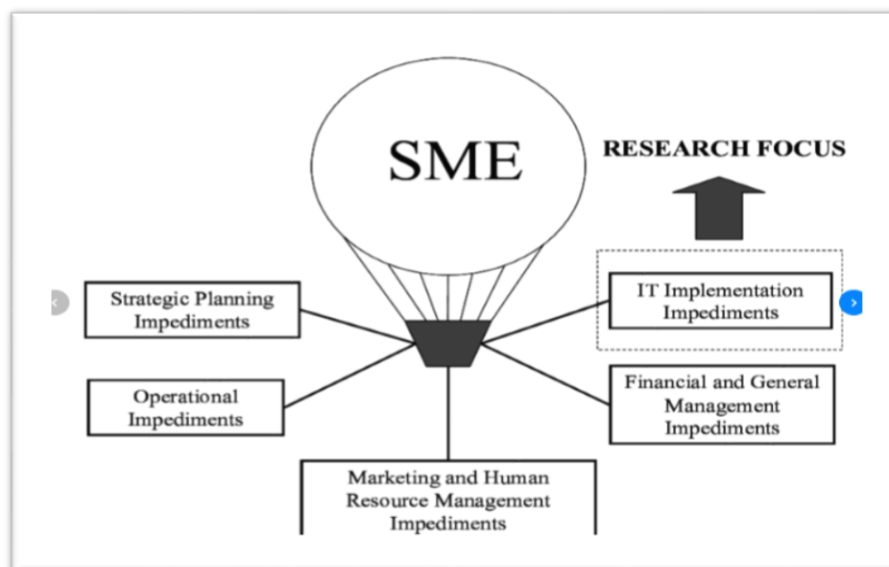 SME
RESEARCH FOCUS
Strategic Planning
Impediments
IT Implementation
Impediments
Operational
Impediments
Financial and General
Management
Impediments
Marketing and Human
Resource Management
Impediments